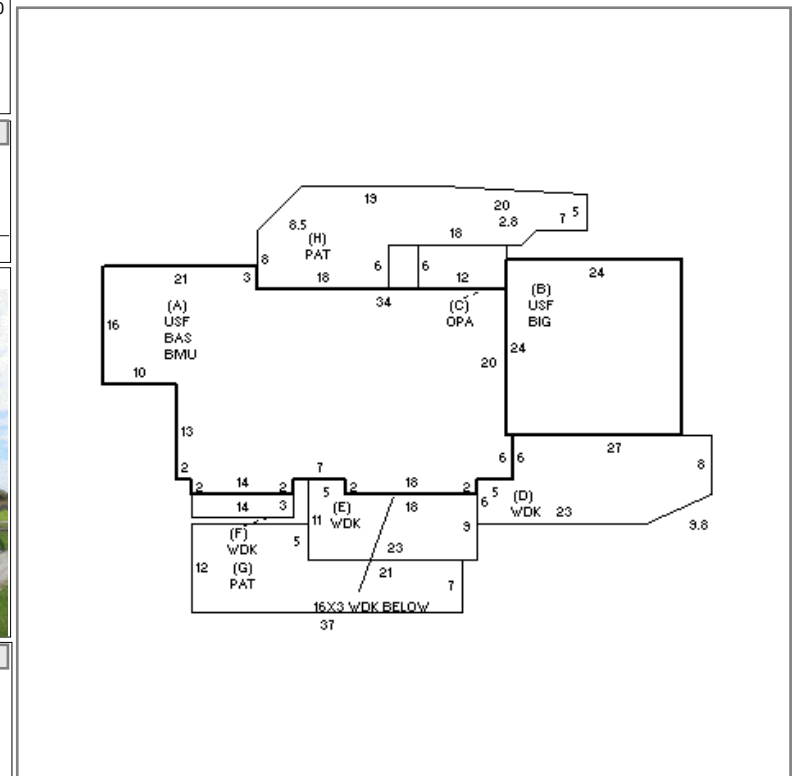 0
19
20
5
7
2.8
8.5
(H)
PAT
18
8
6
6
21
3
18
12
24
34
(A)
USF
BAS
BMU
(C)
OPA
(B)
USF
BIG
16
24
20
10
13
27
7
6
6
8
2
2
14
2
5
2
18
2
5
(D)
WDK
14
3
(E)
WDK
18
6
23
11
9
9.8
(F)
WDK
5
23
(G)
PAT
12
21
7
16X3 WDK BELOW
37